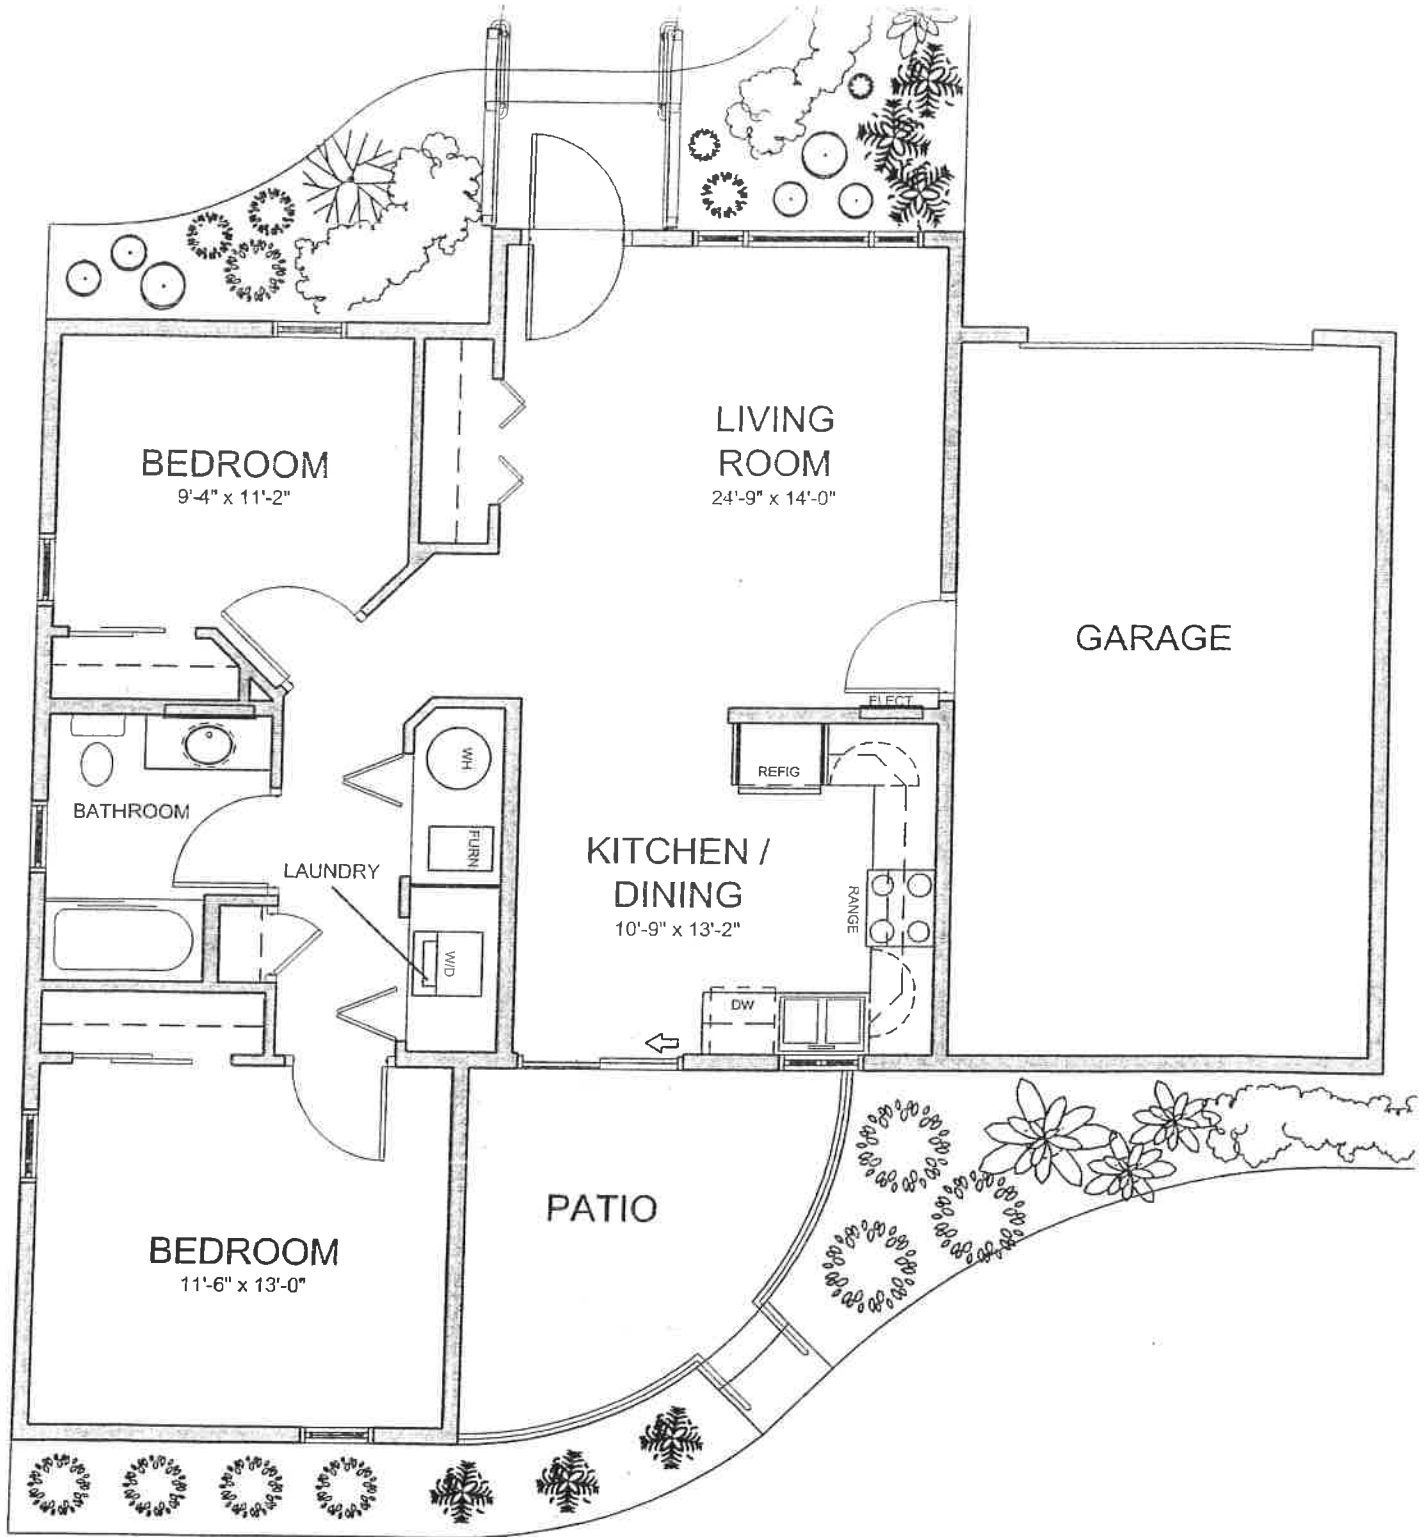 LIVING
ROOM
24'-9" x 14'-0"
BEDROOM
9'-4" x 11'-2"
GARAGE
ELECT
WH
REFIG
BATHROOM
FURN
KITCHEN /
DINING
10'-9" x 13'-2"
LAUNDRY
RANGE
W/D
DW
PATIO
BEDROOM
11'-6" x 13'-0"